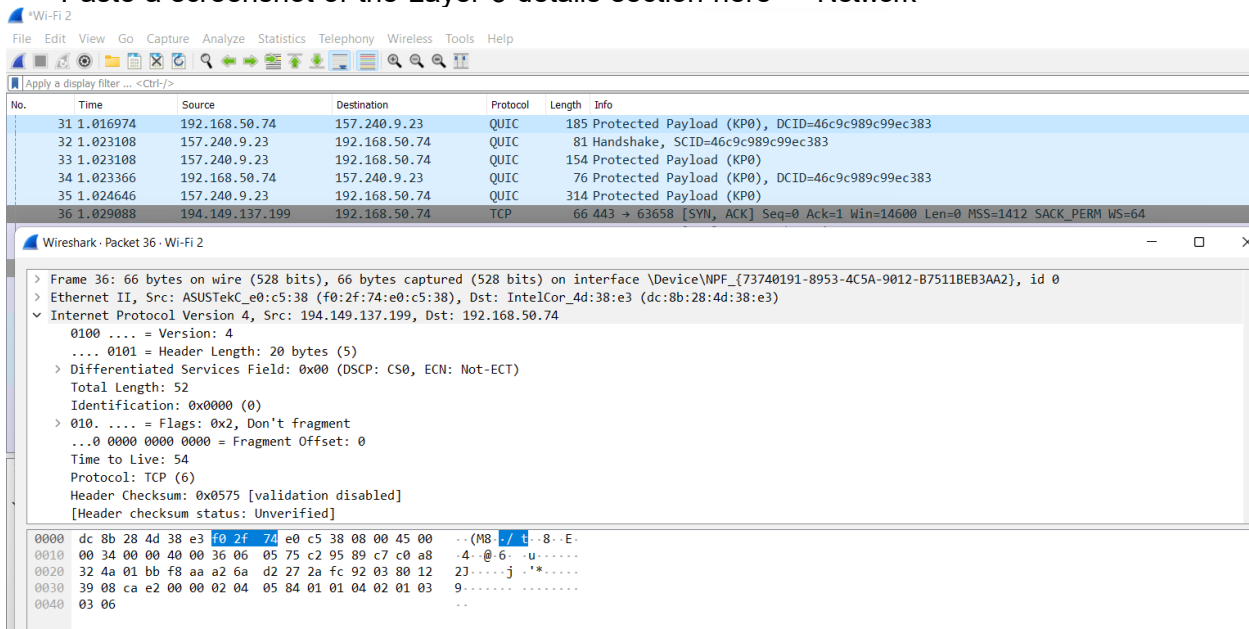 *Wi-Fi 2
File Edit View Go Capture Analyze Statistics Telephony Wireless Tools Help
Apply a display filter ... <Ctrl-/>
No. Time Source Destination Protocol Length Info
31 1.016974 192.168.50.74 157.240.9.23 QUIC 185 Protected Payload (KP0), DCID=46c9c989c99ec383
32 1.023108 157.240.9.23 192.168.50.74 QUIC 81 Handshake, SCID=46c9c989c99ec383
33 1.023108 157.240.9.23 192.168.50.74 QUIC 154 Protected Payload (KP0)
34 1.023366 192.168.50.74 157.240.9.23 QUIC 76 Protected Payload (KP0), DCID=46c9c989c99ec383
35 1.024646 157.240.9.23 192.168.50.74 QUIC 314 Protected Payload (KP0)
36 1.029088 194.149.137.199 192.168.50.74 TCP 66 443 → 63658 [SYN, ACK] Seq=0 Ack=1 Win=14600 Len=0 MSS=1412 SACK_PERM WS=64
Wireshark · Packet 36 · Wi-Fi 2
> Frame 36: 66 bytes on wire (528 bits), 66 bytes captured (528 bits) on interface \Device\NPF_{73740191-8953-4C5A-9012-B7511BEB3AA2}, id 0
> Ethernet II, Src: ASUSTekC_e0:c5:38 (f0:2f:74:e0:c5:38), Dst: IntelCor_4d:38:e3 (dc:8b:28:4d:38:e3)
Internet Protocol Version 4, Src: 194.149.137.199, Dst: 192.168.50.74
0100 .... = Version: 4
.... 0101 = Header Length: 20 bytes (5)
> Differentiated Services Field: 0x00 (DSCP: CS0, ECN: Not-ECT)
Total Length: 52
Identification: 0x0000 (0)
> 010. .... = Flags: 0x2, Don't fragment
...0 0000 0000 0000 = Fragment Offset: 0
Time to Live: 54
Protocol: TCP (6)
Header Checksum: 0x0575 [validation disabled]
[Header checksum status: Unverified]
0000 dc 8b 28 4d 38 e3 f0 2f 74 e0 c5 38 08 00 45 00 ··(M8··/ t··8··E·
0010 00 34 00 00 40 00 36 06 05 75 c2 95 89 c7 c0 a8 ·4··@·6· ·u······
0020 32 4a 01 bb f8 aa a2 6a d2 27 2a fc 92 03 80 12 2J·····j ·'*·····
0030 39 08 ca e2 00 00 02 04 05 84 01 01 04 02 01 03 9······· ········
0040 03 06 ··